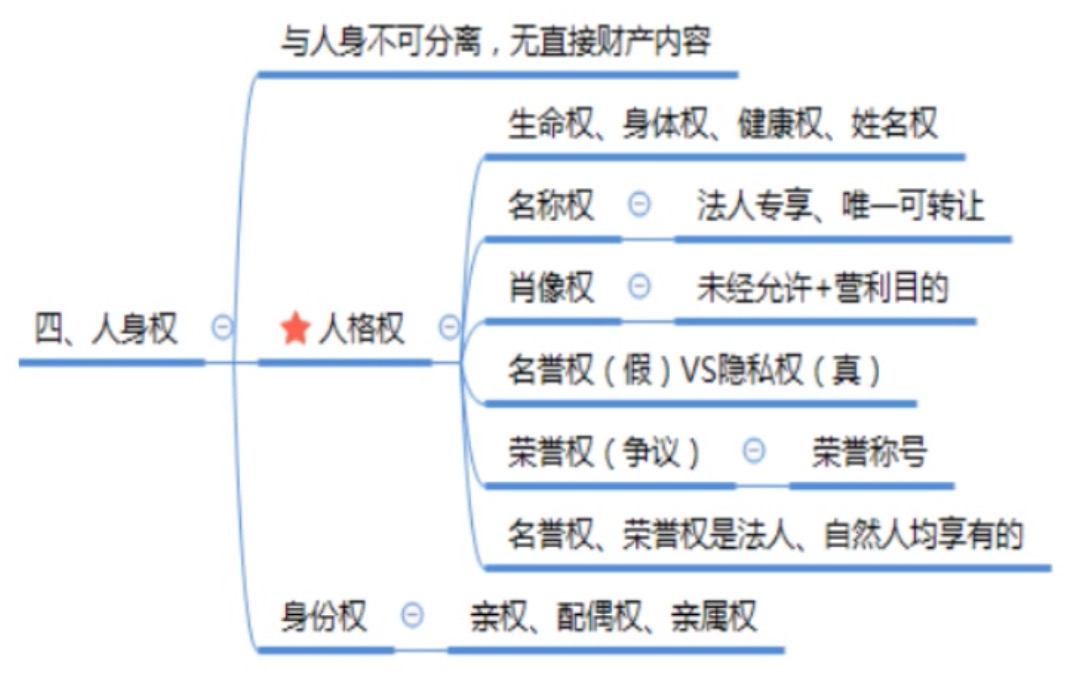 与人身不可分离，无直接财产内容
生命权、身体权、健康权、姓名权
名称权 法人专享、唯一可转让
肖像权 未经允许+营利目的
四、人身权 人格权
名誉权（假）VS隐私权（真）
荣誉权（争议） 荣誉称号
名誉权、荣誉权是法人、自然人均享有的
身份权 亲权、配偶权、亲属权